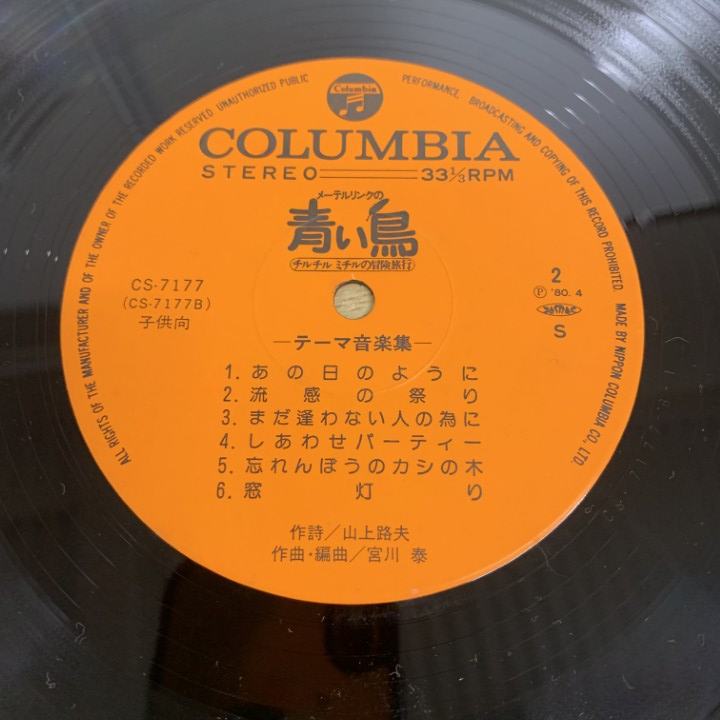 ALL RIGHTS OF THE MANUFACTURER AND OF THE OWNER OF THE RECORDED WORK RESERVED UNAUTHORIZED PUBLIC PERFORMANCE, BROADCASTING AND COPYING OF THIS RECORD PROHIBITED. MADE BY NIPPON COLUMBIA CO., LTD.
Columbia
COLUMBIA
STEREO 33 1/3 RPM
メーテルリンクの
青い鳥
チルチル ミチルの冒険旅行
CS-7177
(CS-7177B)
子供向
2
Ⓟ '80. 4
JASRAC
S
—テーマ音楽集—
1. あの日のように
2. 流感の祭り
3. まだ逢わない人の為に
4. しあわせパーティー
5. 忘れんぼうのカシの木
6. 窓灯り
作詩/山上路夫
作曲・編曲/宮川 泰